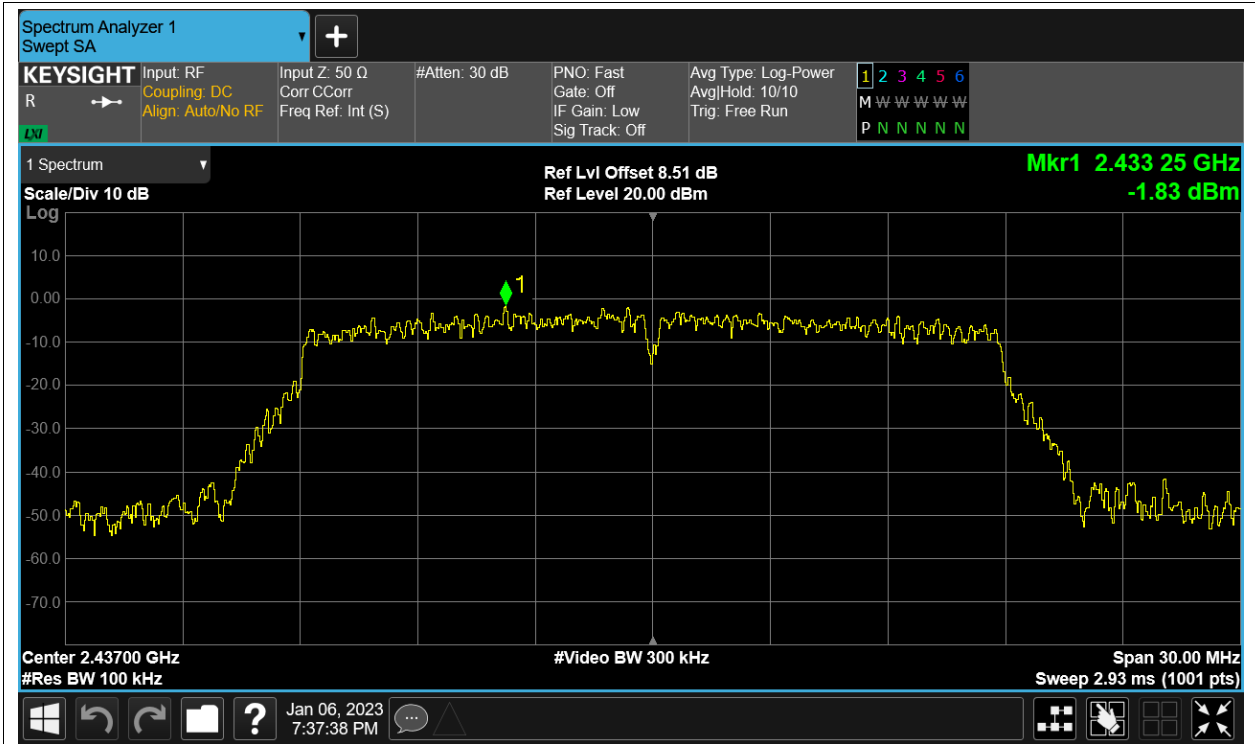 Spectrum Analyzer 1
Swept SA
KEYSIGHT
R
LXI
Input: RF
Coupling: DC
Align: Auto/No RF
Input Z: 50 Ω
Corr CCorr
Freq Ref: Int (S)
#Atten: 30 dB
PNO: Fast
Gate: Off
IF Gain: Low
Sig Track: Off
Avg Type: Log-Power
Avg|Hold: 10/10
Trig: Free Run
1 2 3 4 5 6
M W W W W W
P N N N N N
1 Spectrum
Scale/Div 10 dB
Log
Ref Lvl Offset 8.51 dB
Ref Level 20.00 dBm
Mkr1 2.433 25 GHz
-1.83 dBm
1
10.0
0.00
-10.0
-20.0
-30.0
-40.0
-50.0
-60.0
-70.0
Center 2.43700 GHz
#Res BW 100 kHz
#Video BW 300 kHz
Span 30.00 MHz
Sweep 2.93 ms (1001 pts)
?
Jan 06, 2023
7:37:38 PM